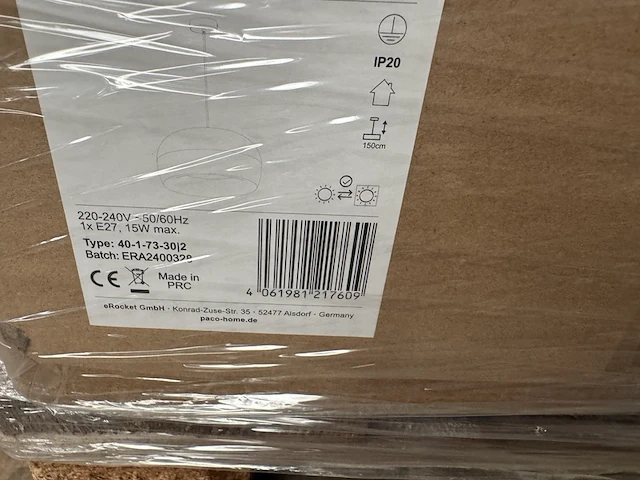 IP20
150cm
220-240V~50/60Hz
1x E27, 15W max.
Type: 40-1-73-30|2
Batch: ERA2400328
CE Made in
PRC
4 061981 217609
eRocket GmbH · Konrad-Zuse-Str. 35 · 52477 Alsdorf · Germany
paco-home.de